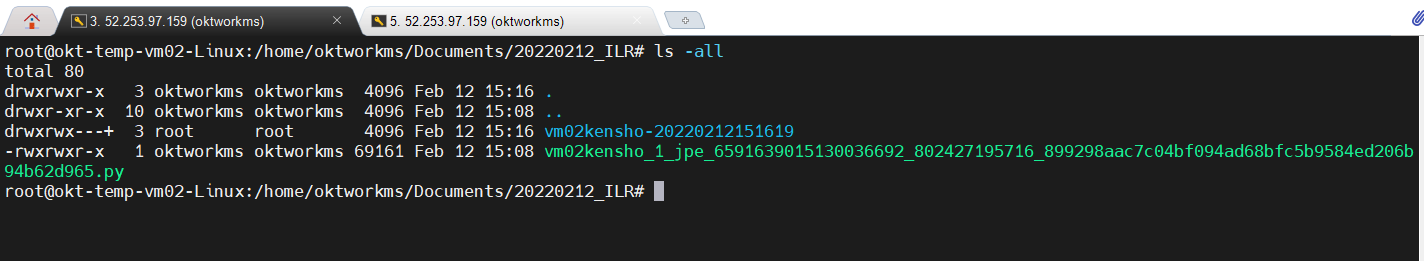 3. 52.253.97.159 (oktworkms)
5. 52.253.97.159 (oktworkms)
root@okt-temp-vm02-Linux:/home/oktworkms/Documents/20220212_ILR# ls -all
total 80
drwxrwxr-x   3 oktworkms oktworkms  4096 Feb 12 15:16 .
drwxr-xr-x  10 oktworkms oktworkms  4096 Feb 12 15:08 ..
drwxrwx---+  3 root      root       4096 Feb 12 15:16 vm02kensho-20220212151619
-rwxrwxr-x   1 oktworkms oktworkms 69161 Feb 12 15:08 vm02kensho_1_jpe_6591639015130036692_802427195716_899298aac7c04bf094ad68bfc5b9584ed206b
94b62d965.py
root@okt-temp-vm02-Linux:/home/oktworkms/Documents/20220212_ILR#